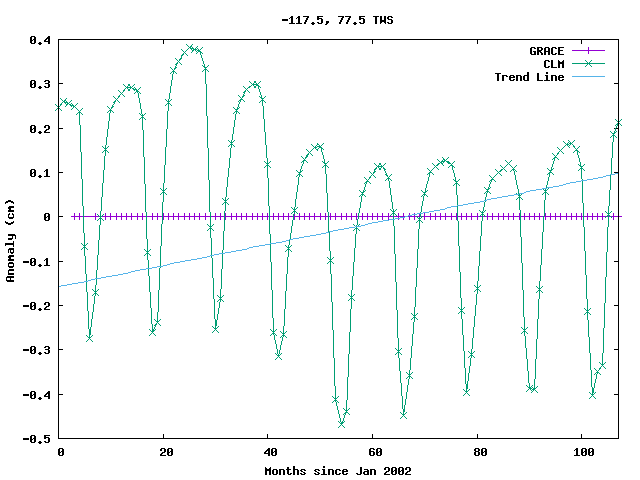 -117.5, 77.5 TWS
GRACE
CLM
Trend Line
0.4
0.3
0.2
0.1
0
-0.1
-0.2
-0.3
-0.4
-0.5
Anomaly (cm)
0 20 40 60 80 100
Months since Jan 2002